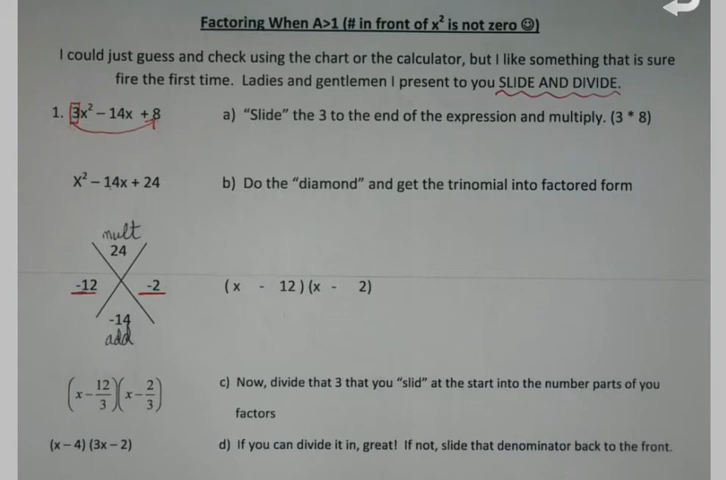 Factoring When A>1 (# in front of x² is not zero ☺)
I could just guess and check using the chart or the calculator, but I like something that is sure
fire the first time. Ladies and gentlemen I present to you SLIDE AND DIVIDE.
1. 3x² – 14x + 8 a) "Slide" the 3 to the end of the expression and multiply. (3 * 8)
X² – 14x + 24 b) Do the "diamond" and get the trinomial into factored form
mult
24
-12 -2 ( x - 12 ) (x - 2)
-14
add
(x - 12/3)(x - 2/3) c) Now, divide that 3 that you "slid" at the start into the number parts of you
factors
(x – 4) (3x – 2) d) If you can divide it in, great! If not, slide that denominator back to the front.